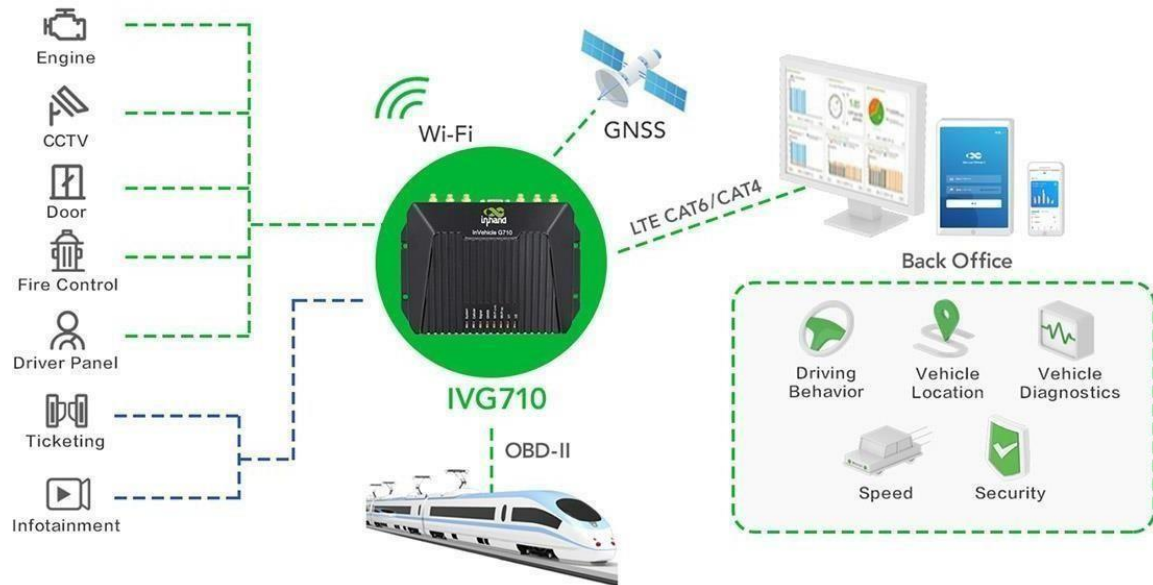 Engine
CCTV
Door
Fire Control
Driver Panel
Ticketing
Infotainment
Wi-Fi
GNSS
inhand
InVehicle G710
IVG710
OBD-II
LTE CAT6/CAT4
Back Office
Driving
Behavior
Vehicle
Location
Vehicle
Diagnostics
Speed
Security